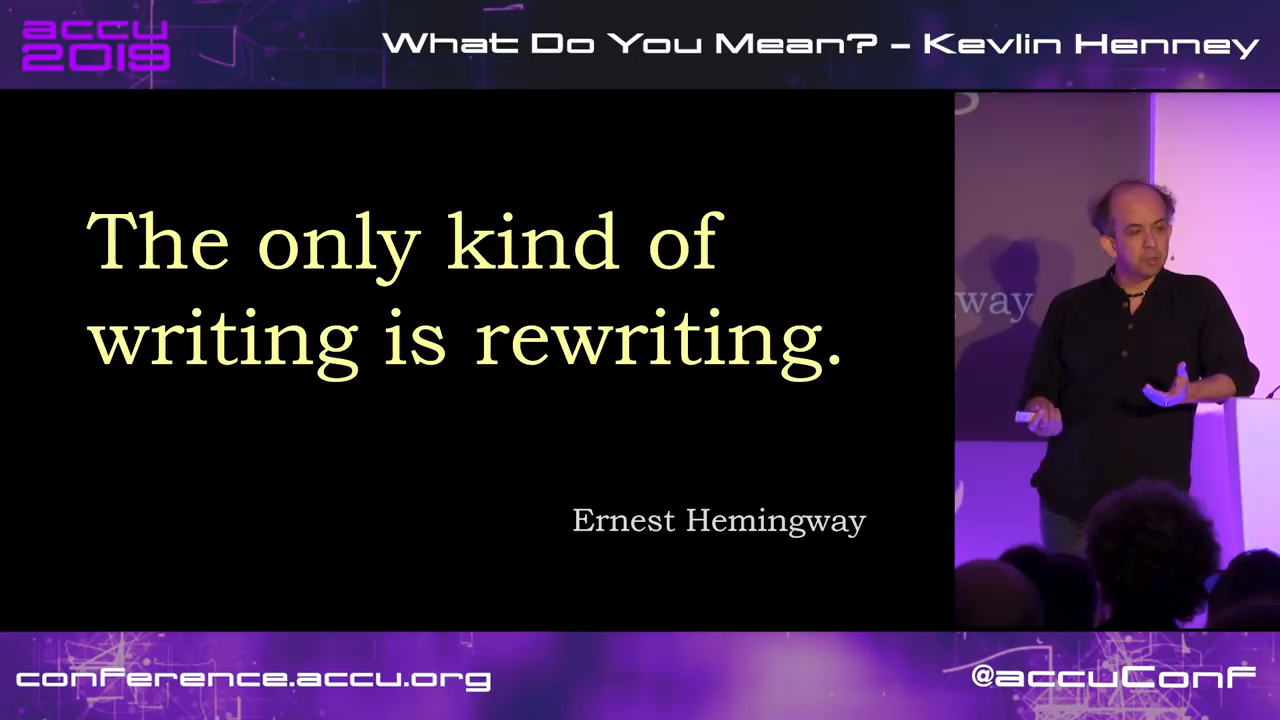 accu
2019
What Do You Mean? – Kevlin Henney
The only kind of
writing is rewriting.
way
Ernest Hemingway
conference.accu.org
@accuConf